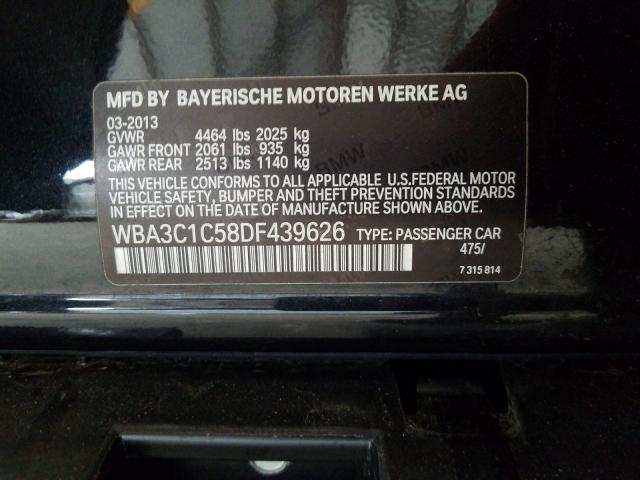 MFD BY BAYERISCHE MOTOREN WERKE AG
03-2013
GVWR 4464 lbs 2025 kg
GAWR FRONT 2061 lbs 935 kg
GAWR REAR 2513 lbs 1140 kg
THIS VEHICLE CONFORMS TO ALL APPLICABLE U.S.FEDERAL MOTOR
VEHICLE SAFETY, BUMPER AND THEFT PREVENTION STANDARDS
IN EFFECT ON THE DATE OF MANUFACTURE SHOWN ABOVE.
WBA3C1C58DF439626 TYPE: PASSENGER CAR
475/
7 315 814